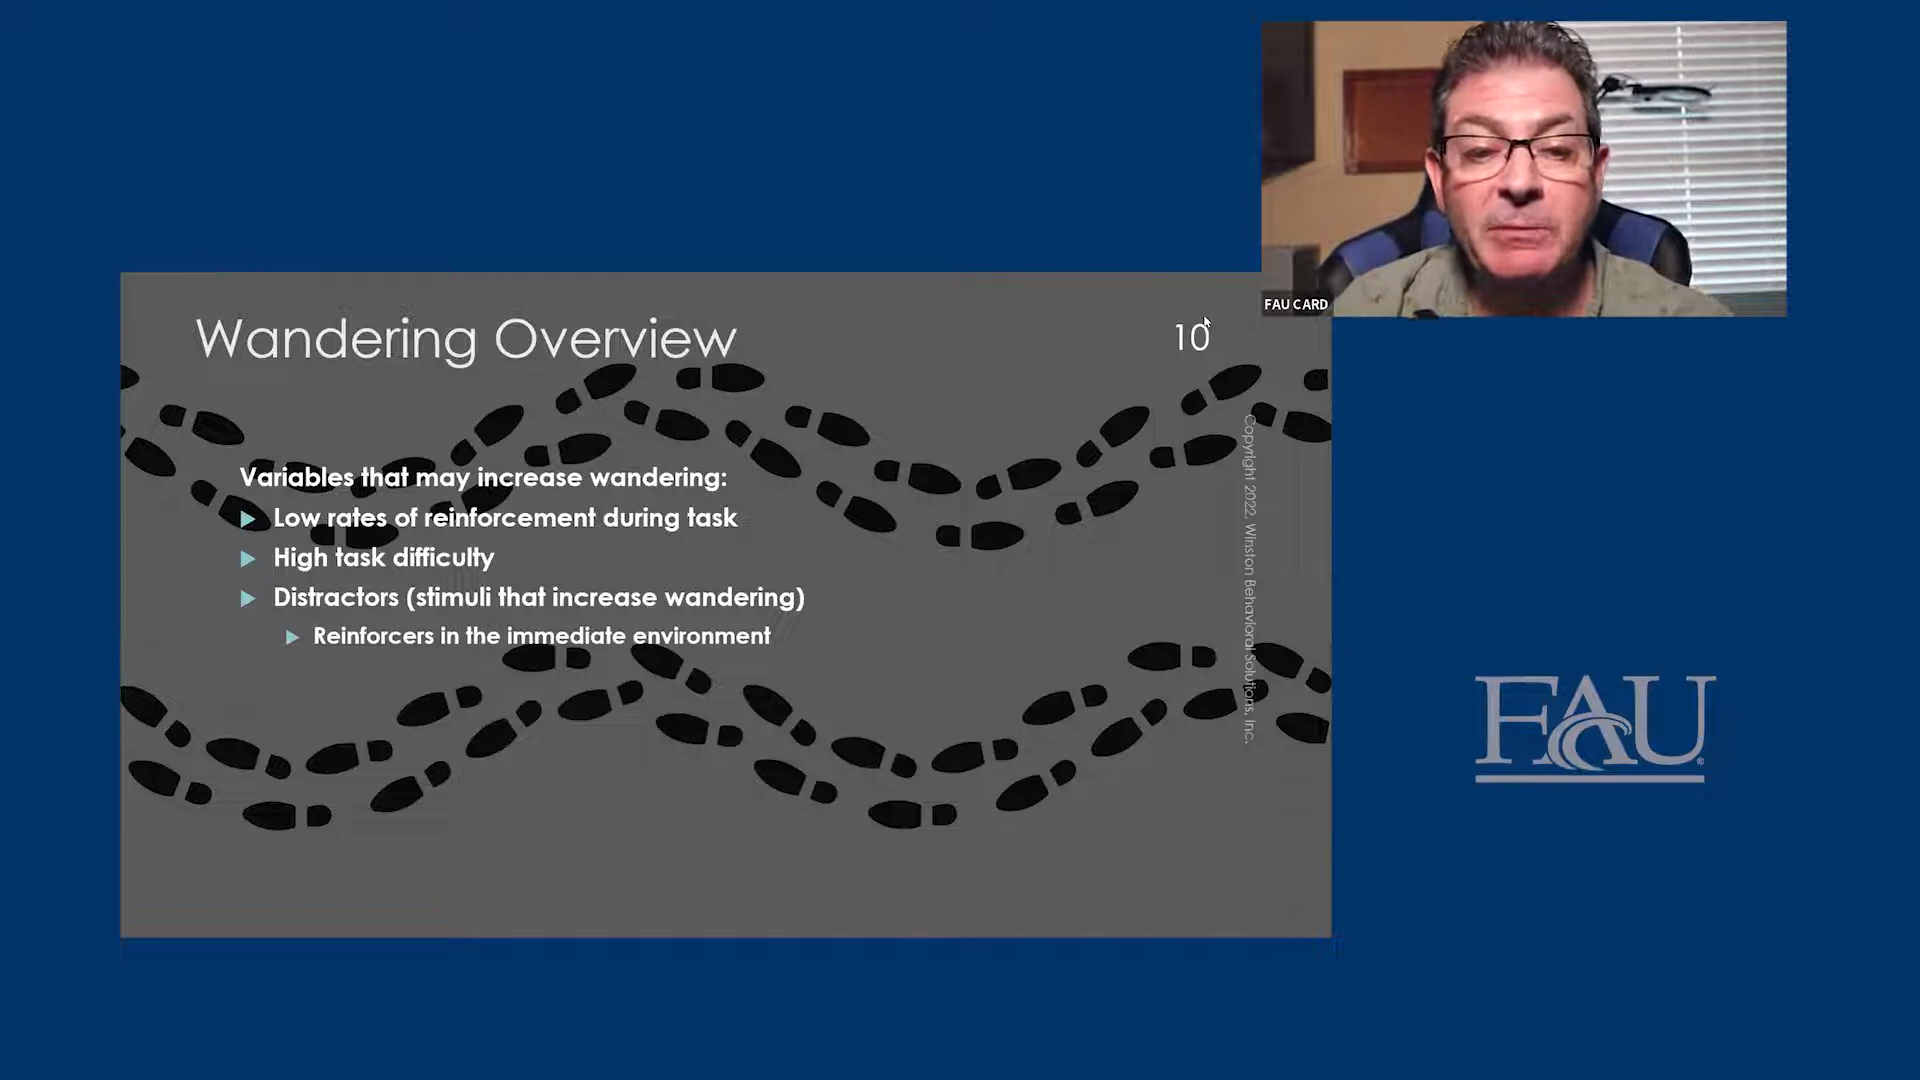 FAU CARD
Wandering Overview
10
Variables that may increase wandering:
Low rates of reinforcement during task
High task difficulty
Distractors (stimuli that increase wandering)
Reinforcers in the immediate environment
Copyright 2022, Winston Behavioral Solutions, Inc.
FAU®